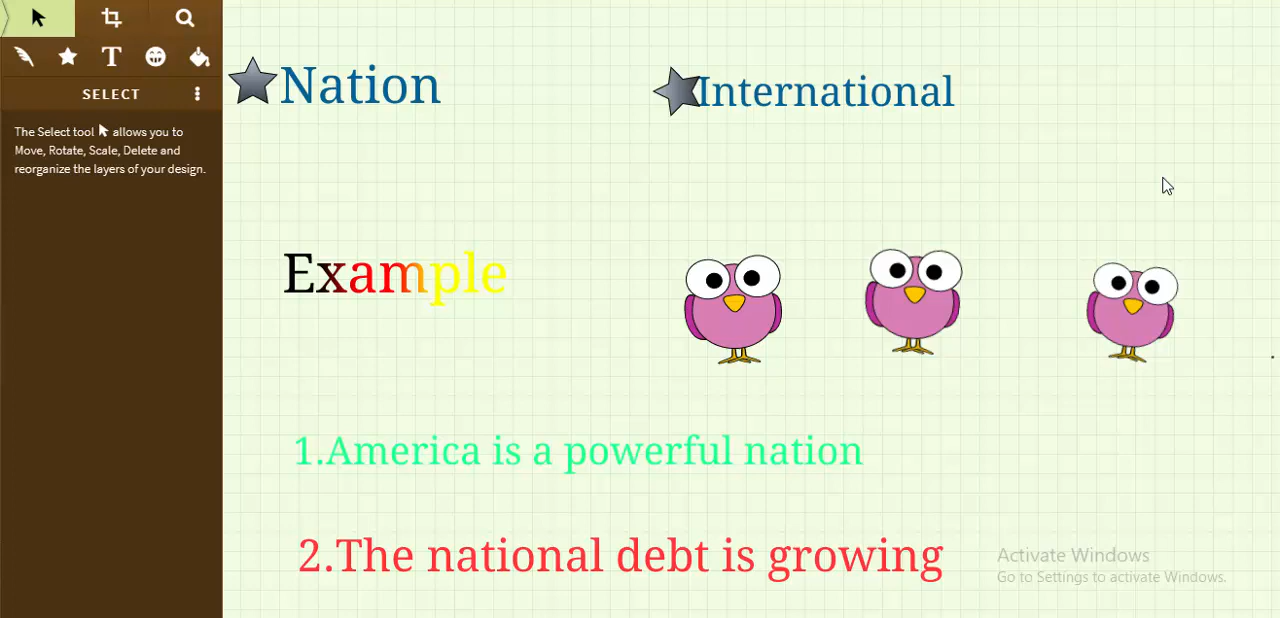 T
SELECT
The Select tool allows you to
Move, Rotate, Scale, Delete and
reorganize the layers of your design.
Nation
International
Example
1.America is a powerful nation
2.The national debt is growing
Activate Windows
Go to Settings to activate Windows.